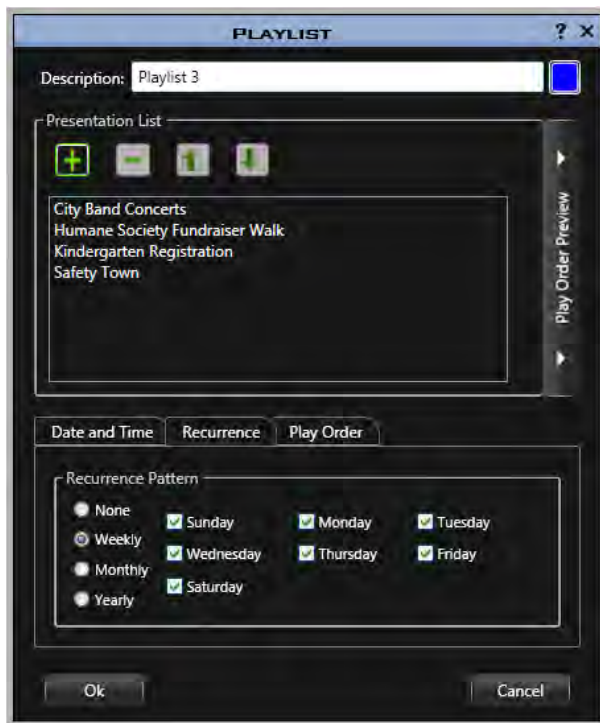 PLAYLIST ? ×
Description: Playlist 3
Presentation List
City Band Concerts
Humane Society Fundraiser Walk
Kindergarten Registration
Safety Town
Play Order Preview
Date and Time Recurrence Play Order
Recurrence Pattern
None
Weekly
Monthly
Yearly
Sunday Monday Tuesday
Wednesday Thursday Friday
Saturday
Ok Cancel